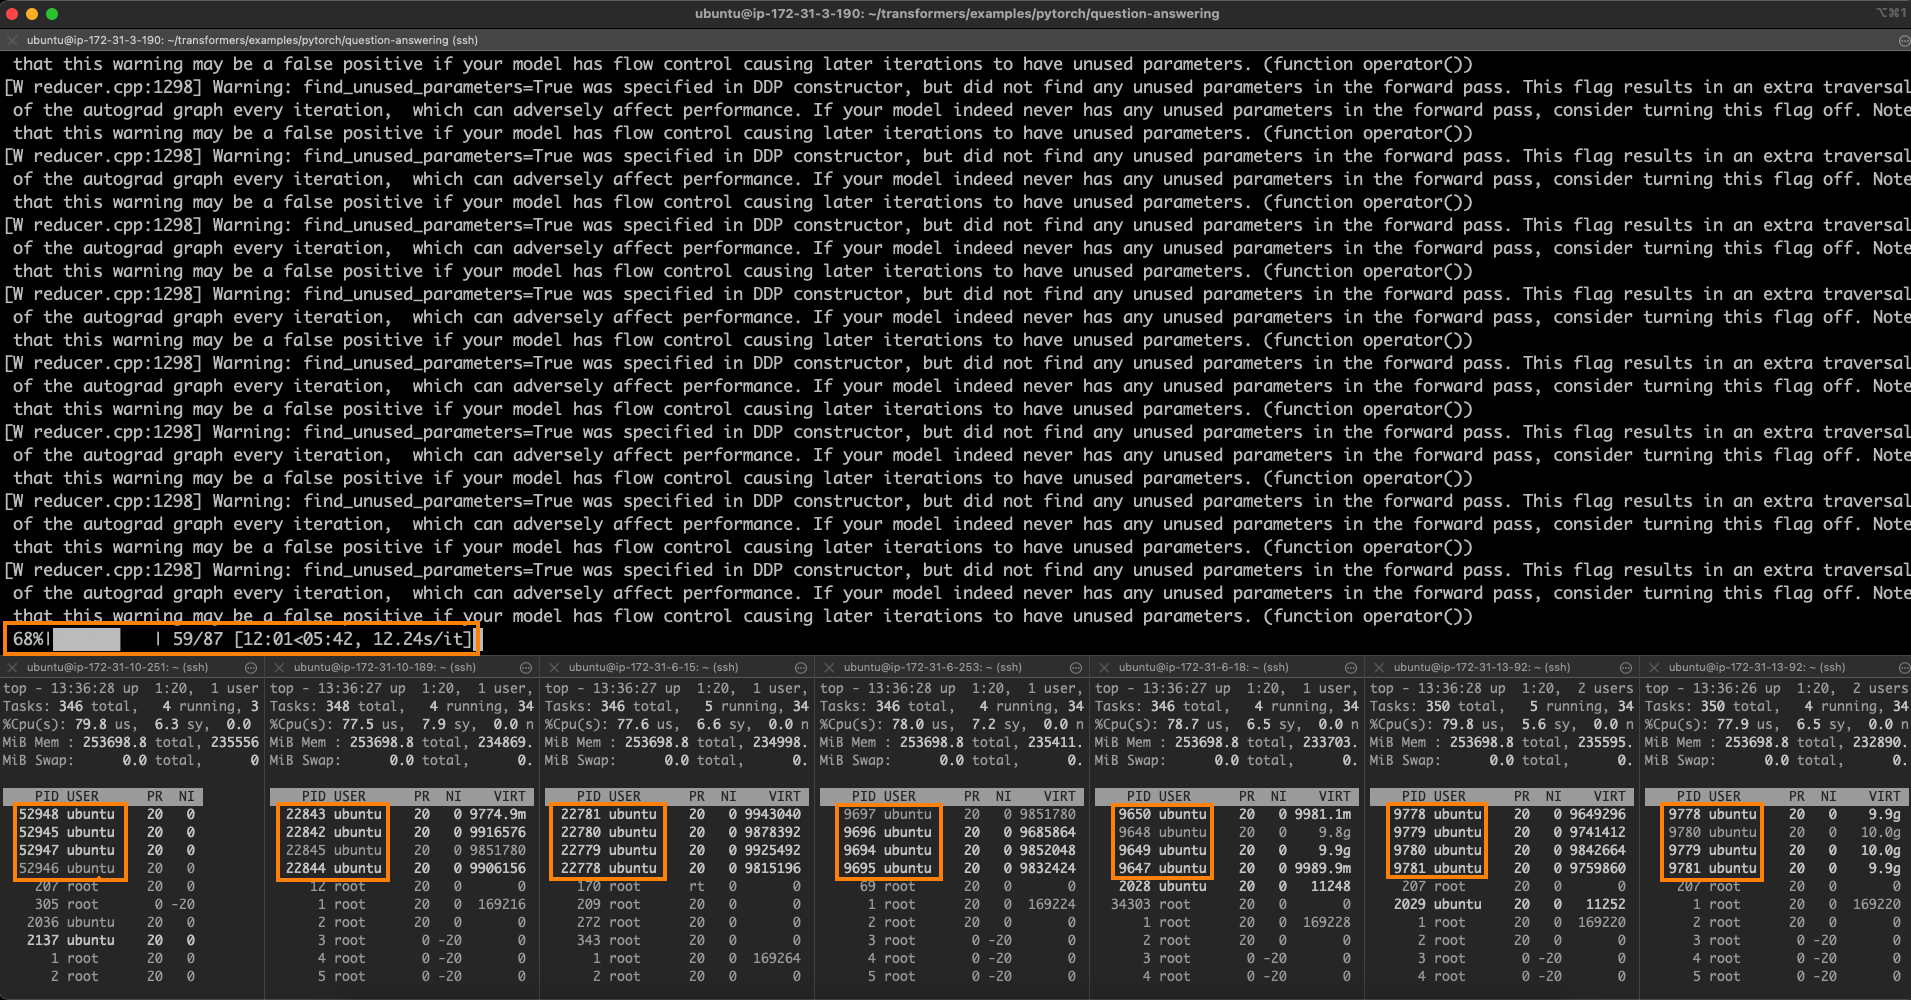 ubuntu@ip-172-31-3-190: ~/transformers/examples/pytorch/question-answering
⌥⌘1
ubuntu@ip-172-31-3-190: ~/transformers/examples/pytorch/question-answering (ssh)
that this warning may be a false positive if your model has flow control causing later iterations to have unused parameters. (function operator())
[W reducer.cpp:1298] Warning: find_unused_parameters=True was specified in DDP constructor, but did not find any unused parameters in the forward pass. This flag results in an extra traversal
of the autograd graph every iteration,  which can adversely affect performance. If your model indeed never has any unused parameters in the forward pass, consider turning this flag off. Note
that this warning may be a false positive if your model has flow control causing later iterations to have unused parameters. (function operator())
[W reducer.cpp:1298] Warning: find_unused_parameters=True was specified in DDP constructor, but did not find any unused parameters in the forward pass. This flag results in an extra traversal
of the autograd graph every iteration,  which can adversely affect performance. If your model indeed never has any unused parameters in the forward pass, consider turning this flag off. Note
that this warning may be a false positive if your model has flow control causing later iterations to have unused parameters. (function operator())
[W reducer.cpp:1298] Warning: find_unused_parameters=True was specified in DDP constructor, but did not find any unused parameters in the forward pass. This flag results in an extra traversal
of the autograd graph every iteration,  which can adversely affect performance. If your model indeed never has any unused parameters in the forward pass, consider turning this flag off. Note
that this warning may be a false positive if your model has flow control causing later iterations to have unused parameters. (function operator())
[W reducer.cpp:1298] Warning: find_unused_parameters=True was specified in DDP constructor, but did not find any unused parameters in the forward pass. This flag results in an extra traversal
of the autograd graph every iteration,  which can adversely affect performance. If your model indeed never has any unused parameters in the forward pass, consider turning this flag off. Note
that this warning may be a false positive if your model has flow control causing later iterations to have unused parameters. (function operator())
[W reducer.cpp:1298] Warning: find_unused_parameters=True was specified in DDP constructor, but did not find any unused parameters in the forward pass. This flag results in an extra traversal
of the autograd graph every iteration,  which can adversely affect performance. If your model indeed never has any unused parameters in the forward pass, consider turning this flag off. Note
that this warning may be a false positive if your model has flow control causing later iterations to have unused parameters. (function operator())
[W reducer.cpp:1298] Warning: find_unused_parameters=True was specified in DDP constructor, but did not find any unused parameters in the forward pass. This flag results in an extra traversal
of the autograd graph every iteration,  which can adversely affect performance. If your model indeed never has any unused parameters in the forward pass, consider turning this flag off. Note
that this warning may be a false positive if your model has flow control causing later iterations to have unused parameters. (function operator())
[W reducer.cpp:1298] Warning: find_unused_parameters=True was specified in DDP constructor, but did not find any unused parameters in the forward pass. This flag results in an extra traversal
of the autograd graph every iteration,  which can adversely affect performance. If your model indeed never has any unused parameters in the forward pass, consider turning this flag off. Note
that this warning may be a false positive if your model has flow control causing later iterations to have unused parameters. (function operator())
[W reducer.cpp:1298] Warning: find_unused_parameters=True was specified in DDP constructor, but did not find any unused parameters in the forward pass. This flag results in an extra traversal
of the autograd graph every iteration,  which can adversely affect performance. If your model indeed never has any unused parameters in the forward pass, consider turning this flag off. Note
that this warning may be a false positive if your model has flow control causing later iterations to have unused parameters. (function operator())
68%| | 59/87 [12:01<05:42, 12.24s/it]
ubuntu@ip-172-31-10-251: ~ (ssh)
top - 13:36:28 up  1:20,  1 user
Tasks: 346 total,   4 running, 3
%Cpu(s): 79.8 us,  6.3 sy,  0.0
MiB Mem : 253698.8 total, 235556
MiB Swap:      0.0 total,      0
PID USER PR NI
52948 ubuntu 20 0
52945 ubuntu 20 0
52947 ubuntu 20 0
52946 ubuntu 20 0
207 root 20 0
305 root 0 -20
2036 ubuntu 20 0
2137 ubuntu 20 0
1 root 20 0
2 root 20 0
ubuntu@ip-172-31-10-189: ~ (ssh)
top - 13:36:27 up  1:20,  1 user,
Tasks: 348 total,   4 running, 34
%Cpu(s): 77.5 us,  7.9 sy,  0.0 n
MiB Mem : 253698.8 total, 234869.
MiB Swap:      0.0 total,      0.
PID USER PR NI VIRT
22843 ubuntu 20 0 9774.9m
22842 ubuntu 20 0 9916576
22845 ubuntu 20 0 9851780
22844 ubuntu 20 0 9906156
12 root 20 0 0
1 root 20 0 169216
2 root 20 0 0
3 root 0 -20 0
4 root 0 -20 0
5 root 0 -20 0
ubuntu@ip-172-31-6-15: ~ (ssh)
top - 13:36:27 up  1:20,  1 user,
Tasks: 346 total,   5 running, 34
%Cpu(s): 77.6 us,  6.6 sy,  0.0 n
MiB Mem : 253698.8 total, 234998.
MiB Swap:      0.0 total,      0.
PID USER PR NI VIRT
22781 ubuntu 20 0 9943040
22780 ubuntu 20 0 9878392
22779 ubuntu 20 0 9925492
22778 ubuntu 20 0 9815196
170 root rt 0 0
209 root 20 0 0
272 root 20 0 0
343 root 20 0 0
1 root 20 0 169264
2 root 20 0 0
ubuntu@ip-172-31-6-253: ~ (ssh)
top - 13:36:28 up  1:20,  1 user,
Tasks: 346 total,   4 running, 34
%Cpu(s): 78.0 us,  7.2 sy,  0.0 n
MiB Mem : 253698.8 total, 235411.
MiB Swap:      0.0 total,      0.
PID USER PR NI VIRT
9697 ubuntu 20 0 9851780
9696 ubuntu 20 0 9685864
9694 ubuntu 20 0 9852048
9695 ubuntu 20 0 9832424
69 root 20 0 0
1 root 20 0 169224
2 root 20 0 0
3 root 0 -20 0
4 root 0 -20 0
5 root 0 -20 0
ubuntu@ip-172-31-6-18: ~ (ssh)
top - 13:36:28 up  1:20,  1 user,
Tasks: 346 total,   4 running, 34
%Cpu(s): 78.7 us,  6.5 sy,  0.0 n
MiB Mem : 253698.8 total, 233703.
MiB Swap:      0.0 total,      0.
PID USER PR NI VIRT
9650 ubuntu 20 0 9981.1m
9648 ubuntu 20 0 9.8g
9649 ubuntu 20 0 9.9g
9647 ubuntu 20 0 9989.9m
2028 ubuntu 20 0 11248
34303 root 20 0 0
1 root 20 0 169228
2 root 20 0 0
3 root 0 -20 0
4 root 0 -20 0
ubuntu@ip-172-31-13-92: ~ (ssh)
top - 13:36:28 up  1:20,  2 users
Tasks: 350 total,   5 running, 34
%Cpu(s): 79.8 us,  5.6 sy,  0.0 n
MiB Mem : 253698.8 total, 235595.
MiB Swap:      0.0 total,      0.
PID USER PR NI VIRT
9778 ubuntu 20 0 9649296
9779 ubuntu 20 0 9741412
9780 ubuntu 20 0 9842664
9781 ubuntu 20 0 9759860
207 root 20 0 0
2029 ubuntu 20 0 11252
1 root 20 0 169220
2 root 20 0 0
3 root 0 -20 0
4 root 0 -20 0
ubuntu@ip-172-31-13-92: ~ (ssh)
top - 13:36:26 up  1:20,  2 users
Tasks: 350 total,   4 running, 34
%Cpu(s): 77.9 us,  6.5 sy,  0.0 n
MiB Mem : 253698.8 total, 232890.
MiB Swap:      0.0 total,      0.
PID USER PR NI VIRT
9778 ubuntu 20 0 9.9g
9780 ubuntu 20 0 10.0g
9779 ubuntu 20 0 10.0g
9781 ubuntu 20 0 9.9g
207 root 20 0 0
1 root 20 0 169220
2 root 20 0 0
3 root 0 -20 0
4 root 0 -20 0
5 root 0 -20 0